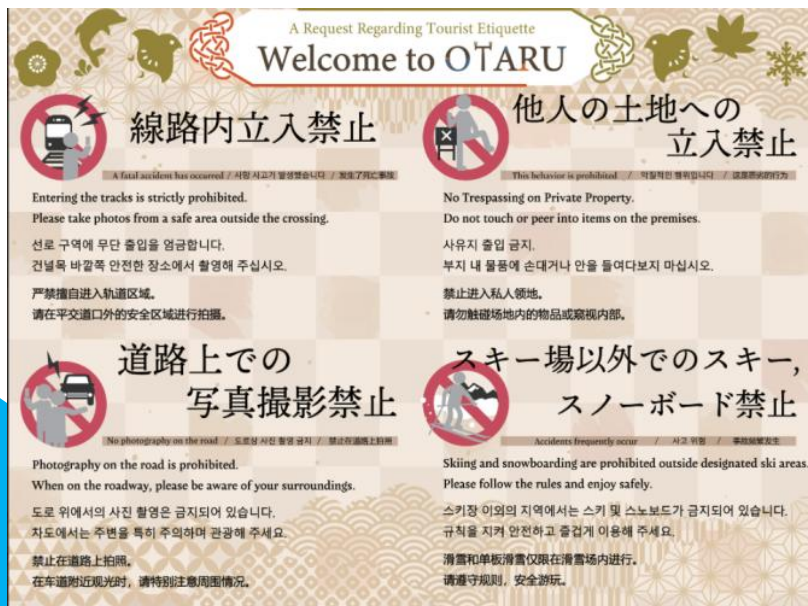 A Request Regarding Tourist Etiquette
Welcome to OTARU
線路内立入禁止
A fatal accident has occurred / 사망 사고가 발생했습니다 / 发生了死亡事故
Entering the tracks is strictly prohibited.
Please take photos from a safe area outside the crossing.
선로 구역에 무단 출입을 엄금합니다.
건널목 바깥쪽 안전한 장소에서 촬영해 주십시오.
严禁擅自进入轨道区域。
请在平交道口外的安全区域进行拍摄。
他人の土地への
立入禁止
This behavior is prohibited / 악질적인 행위입니다 / 这是恶劣的行为
No Trespassing on Private Property.
Do not touch or peer into items on the premises.
사유지 출입 금지.
부지 내 물품에 손대거나 안을 들여다보지 마십시오.
禁止进入私人领地。
请勿触碰场地内的物品或窥视内部。
道路上での
写真撮影禁止
No photography on the road / 도로상 사진 촬영 금지 / 禁止在道路上拍照
Photography on the road is prohibited.
When on the roadway, please be aware of your surroundings.
도로 위에서의 사진 촬영은 금지되어 있습니다.
차도에서는 주변을 특히 주의하며 관광해 주세요.
禁止在道路上拍照。
在车道附近观光时，请特别注意周围情况。
スキー場以外でのスキー,
スノーボード禁止
Accidents frequently occur / 사고 위험 / 事故频繁发生
Skiing and snowboarding are prohibited outside designated ski areas.
Please follow the rules and enjoy safely.
스키장 이외의 지역에서는 스키 및 스노보드가 금지되어 있습니다.
규칙을 지켜 안전하고 즐겁게 이용해 주세요.
滑雪和单板滑雪仅限在滑雪场内进行。
请遵守规则，安全游玩。